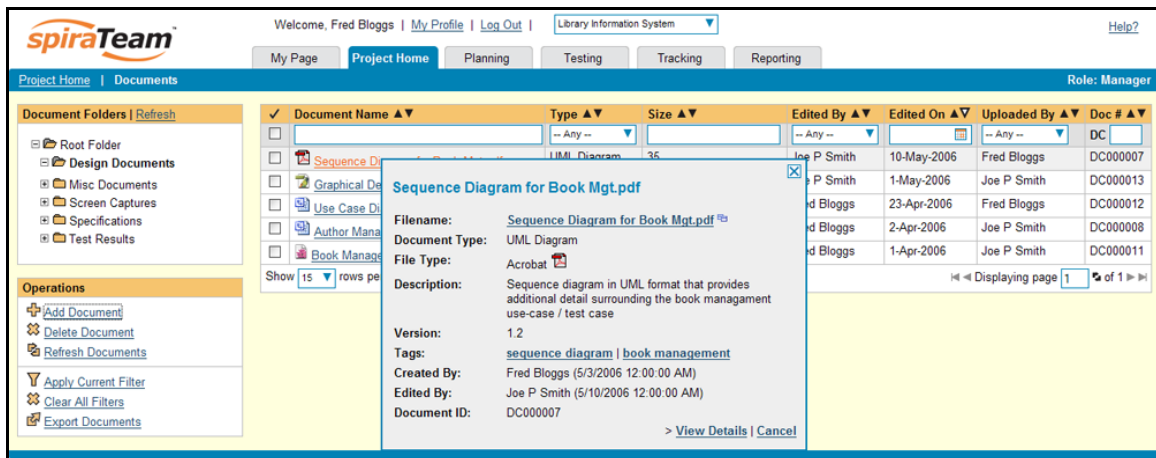 spiraTeam
Welcome, Fred Bloggs | My Profile | Log Out | Library Information System Help?
My Page Project Home Planning Testing Tracking Reporting
Project Home | Documents Role: Manager
Document Folders | Refresh
Root Folder
Design Documents
Misc Documents
Screen Captures
Specifications
Test Results
Operations
Add Document
Delete Document
Refresh Documents
Apply Current Filter
Clear All Filters
Export Documents
✓ Document Name ▲▼ Type ▲▼ Size ▲▼ Edited By ▲▼ Edited On ▲▽ Uploaded By ▲▼ Doc # ▲▼
-- Any -- -- Any -- -- Any -- DC
Sequence Di UML Diagram 35 Joe P Smith 10-May-2006 Fred Bloggs DC000007
Graphical De P Smith 1-May-2006 Joe P Smith DC000013
Use Case Di ed Bloggs 23-Apr-2006 Fred Bloggs DC000012
Author Mana ed Bloggs 2-Apr-2006 Joe P Smith DC000008
Book Manage ed Bloggs 1-Apr-2006 Joe P Smith DC000011
Show 15 rows pe Displaying page 1 of 1
Sequence Diagram for Book Mgt.pdf
Filename: Sequence Diagram for Book Mgt.pdf
Document Type: UML Diagram
File Type: Acrobat
Description: Sequence diagram in UML format that provides
additional detail surrounding the book managament
use-case / test case
Version: 1.2
Tags: sequence diagram | book management
Created By: Fred Bloggs (5/3/2006 12:00:00 AM)
Edited By: Joe P Smith (5/10/2006 12:00:00 AM)
Document ID: DC000007
> View Details | Cancel